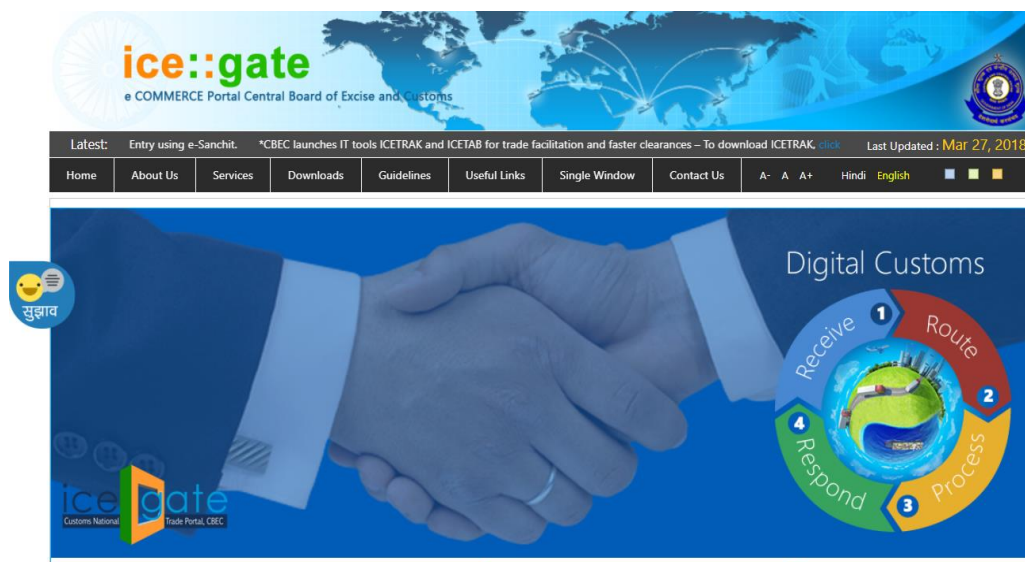 ice::gate
e COMMERCE Portal Central Board of Excise and Customs
Latest: Entry using e-Sanchit. *CBEC launches IT tools ICETRAK and ICETAB for trade facilitation and faster clearances – To download ICETRAK, click Last Updated : Mar 27, 2018
Home About Us Services Downloads Guidelines Useful Links Single Window Contact Us A- A A+ Hindi English
सुझाव
Digital Customs
1 Receive
Route 2
Process 3
4 Respond
ice gate
Customs National Trade Portal, CBEC